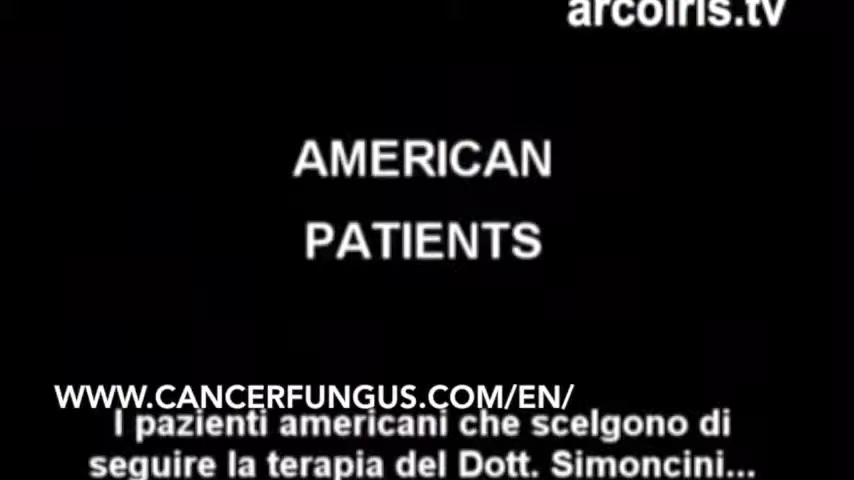 arcoiris.tv
AMERICAN
PATIENTS
WWW.CANCERFUNGUS.COM/EN/
I pazienti americani che scelgono di
seguire la terapia del Dott. Simoncini...